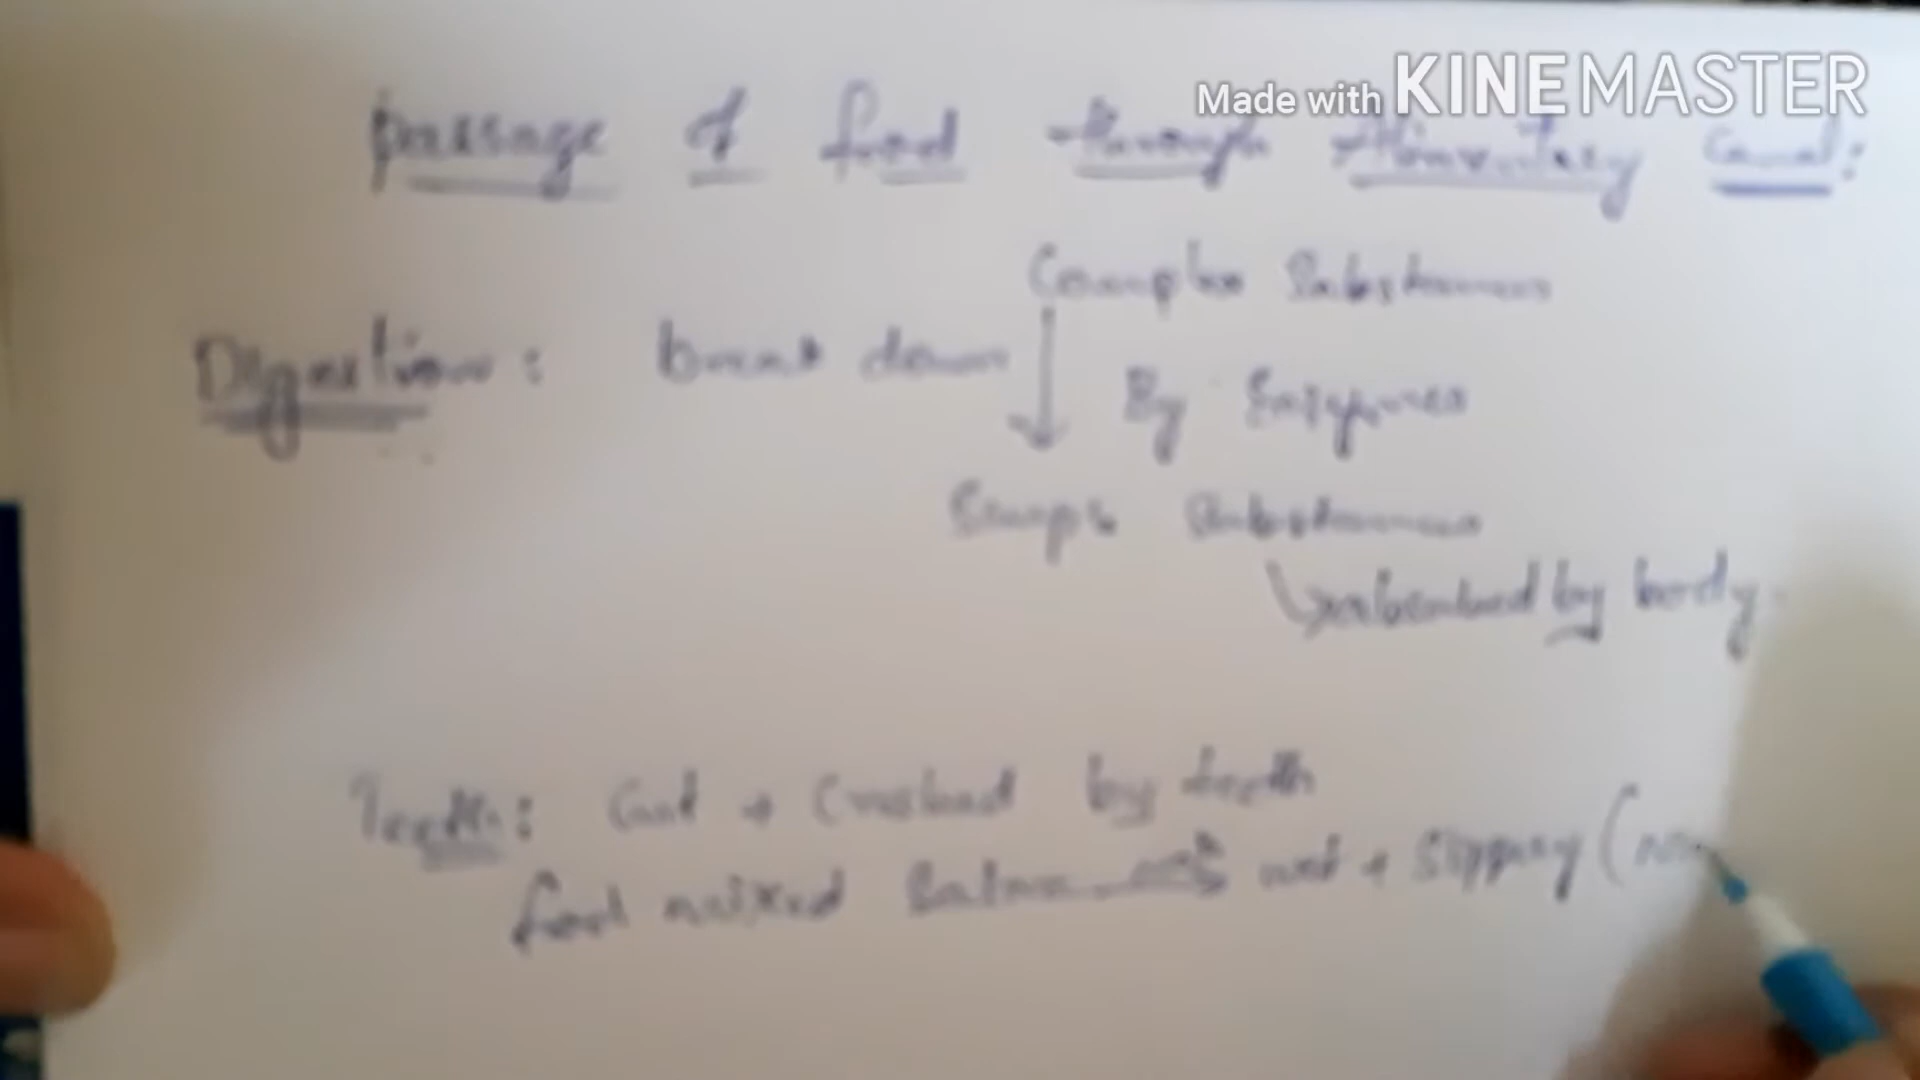 Made with KINEMASTER
Passage of food through Alimentary Canal:
Complex Substances
Digestion: break down
By Enzymes
Simple Substances
absorbed by body.
Teeth: Cut + Crushed by teeth
food mixed Saliva wet + Slippery (